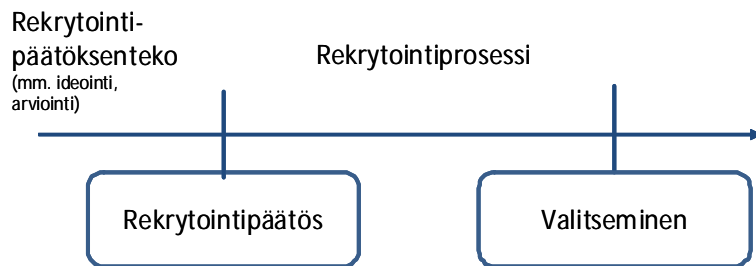 Rekrytointi-
päätöksenteko
(mm. ideointi,
arviointi)
Rekrytointiprosessi
Rekrytointipäätös
Valitseminen